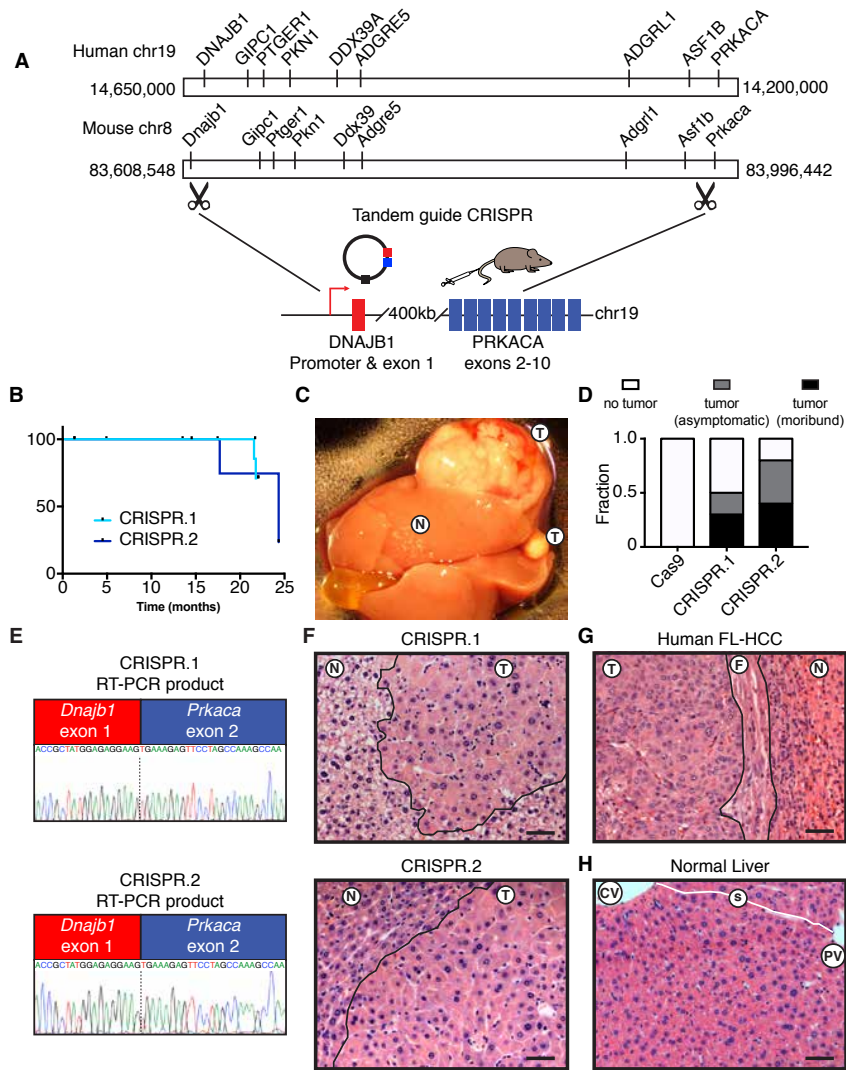 A
Human chr19
DNAJB1
GIPC1
PTGER1
PKN1
DDX39A
ADGRE5
ADGRL1
ASF1B
PRKACA
14,650,000
14,200,000
Mouse chr8
Dnajb1
Gipc1
Ptger1
Pkn1
Ddx39
Adgre5
Adgrl1
Asf1b
Prkaca
83,608,548
83,996,442
Tandem guide CRISPR
400kb
chr19
DNAJB1
Promoter & exon 1
PRKACA
exons 2-10
B
100
50
0
CRISPR.1
CRISPR.2
0 5 10 15 20 25
Time (months)
C
T
N
T
D
no tumor
tumor
(asymptomatic)
tumor
(moribund)
Fraction
1.0
0.5
0
Cas9
CRISPR.1
CRISPR.2
E
CRISPR.1
RT-PCR product
Dnajb1
exon 1
Prkaca
exon 2
ACCGCTATGGAGAGGAAGTGAAAGAGTTCCTAGCCAAAGCCAA
CRISPR.2
RT-PCR product
Dnajb1
exon 1
Prkaca
exon 2
ACCGCTATGGAGAGGAAGTGAAAGAGTTCCTAGCCAAAGCCAA
F
CRISPR.1
N
T
CRISPR.2
N
T
G
Human FL-HCC
T
F
N
H
Normal Liver
CV
S
PV